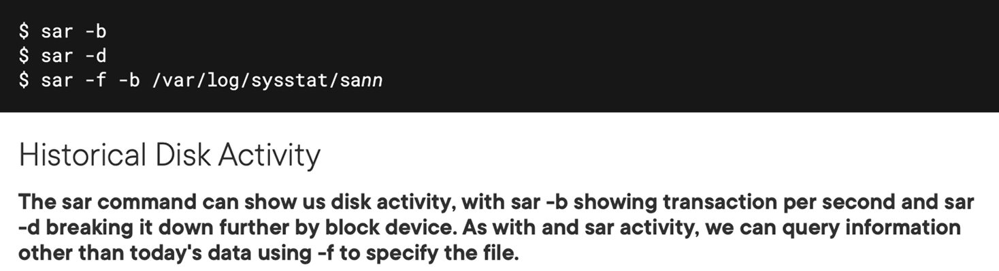 $ sar -b
$ sar -d
$ sar -f -b /var/log/sysstat/sann
Historical Disk Activity
The sar command can show us disk activity, with sar -b showing transaction per second and sar
-d breaking it down further by block device. As with and sar activity, we can query information
other than today's data using -f to specify the file.